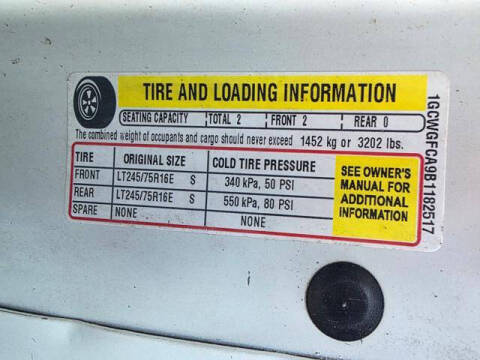 TIRE AND LOADING INFORMATION
SEATING CAPACITY TOTAL 2 FRONT 2 REAR 0
The combined weight of occupants and cargo should never exceed 1452 kg or 3202 lbs.
TIRE ORIGINAL SIZE COLD TIRE PRESSURE
FRONT LT245/75R16E S 340 kPa, 50 PSI
REAR LT245/75R16E S 550 kPa, 80 PSI
SPARE NONE NONE
SEE OWNER'S
MANUAL FOR
ADDITIONAL
INFORMATION
1GCWGFCA9B1182517